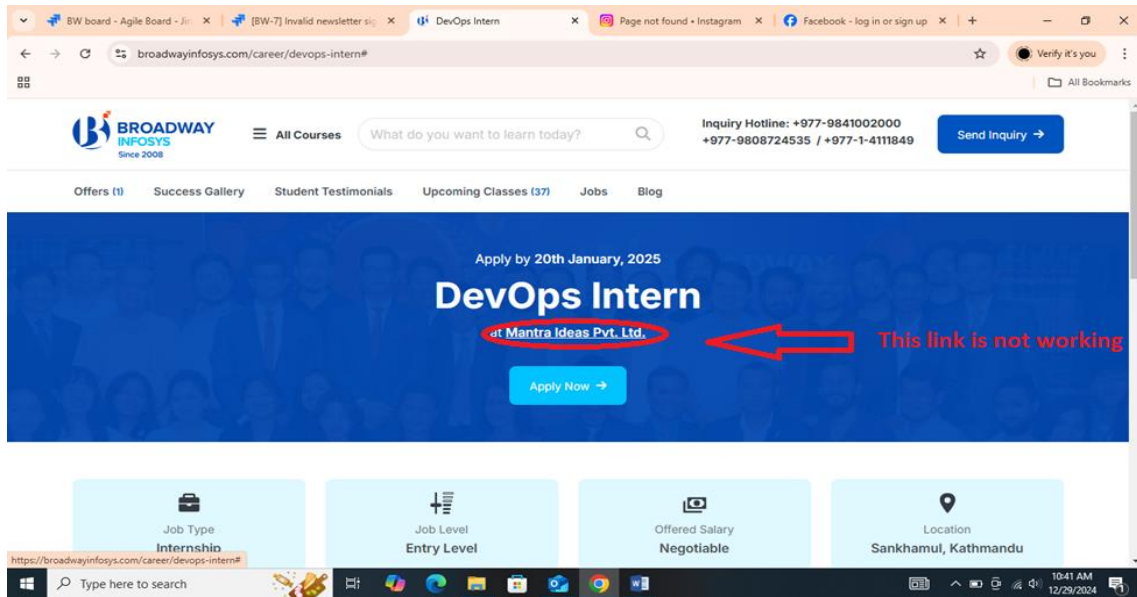 BW board - Agile Board - Jir
[BW-7] Invalid newsletter sig
DevOps Intern
Page not found • Instagram
Facebook - log in or sign up
broadwayinfosys.com/career/devops-intern#
Verify it's you
All Bookmarks
BROADWAY
INFOSYS
Since 2008
All Courses
What do you want to learn today?
Inquiry Hotline: +977-9841002000
+977-9808724535 / +977-1-4111849
Send Inquiry →
Offers (1) Success Gallery Student Testimonials Upcoming Classes (37) Jobs Blog
Apply by 20th January, 2025
DevOps Intern
at Mantra Ideas Pvt. Ltd.
This link is not working
Apply Now →
Job Type
Internship
Job Level
Entry Level
Offered Salary
Negotiable
Location
Sankhamul, Kathmandu
https://broadwayinfosys.com/career/devops-intern#
Type here to search
10:41 AM
12/29/2024